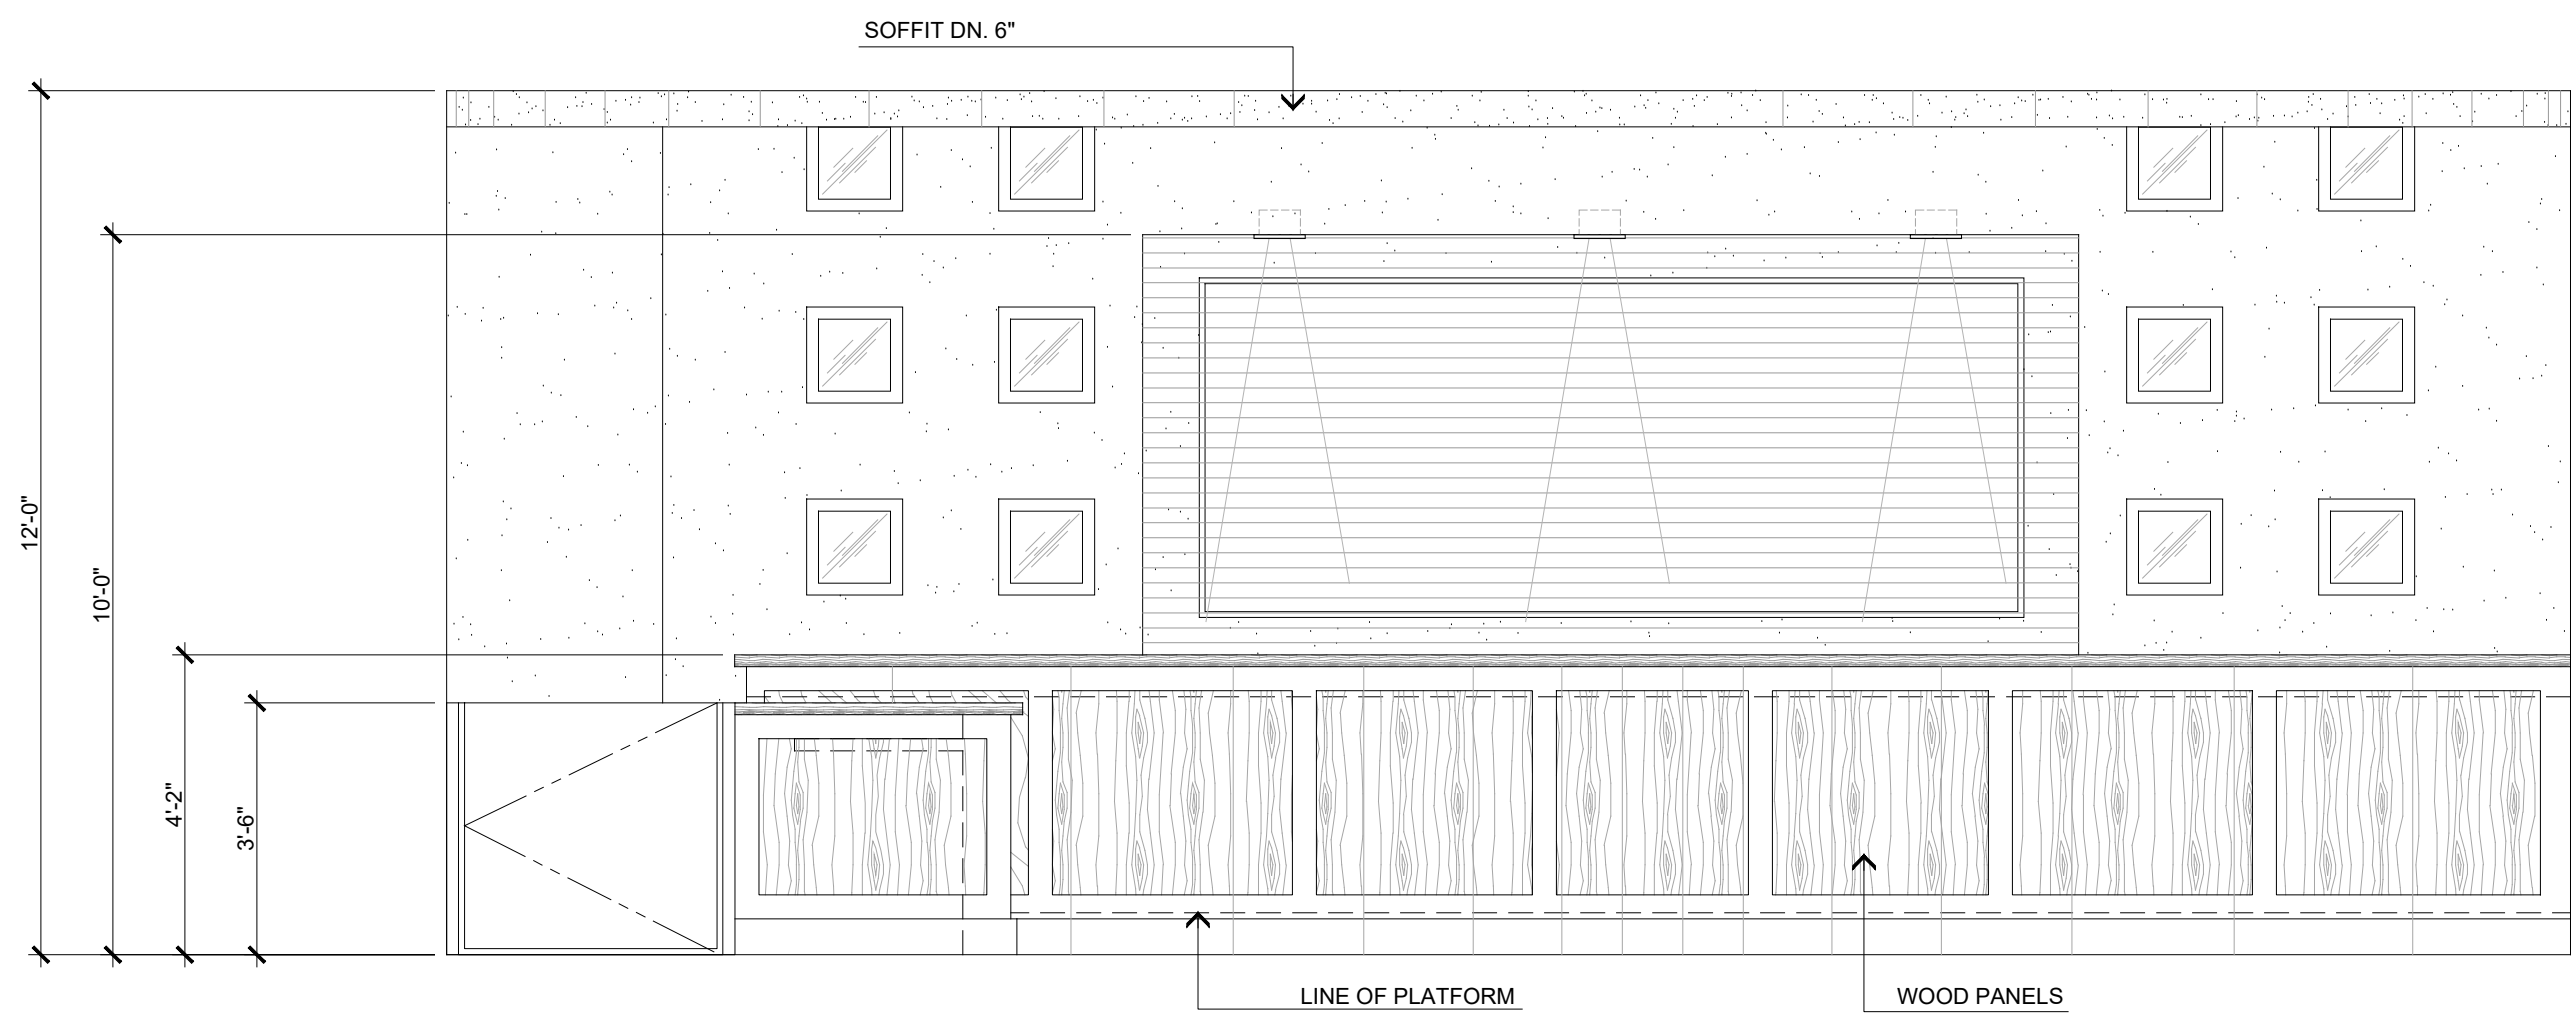 SOFFIT DN. 6"
12'-0"
10'-0"
4'-2"
3'-6"
LINE OF PLATFORM
WOOD PANELS